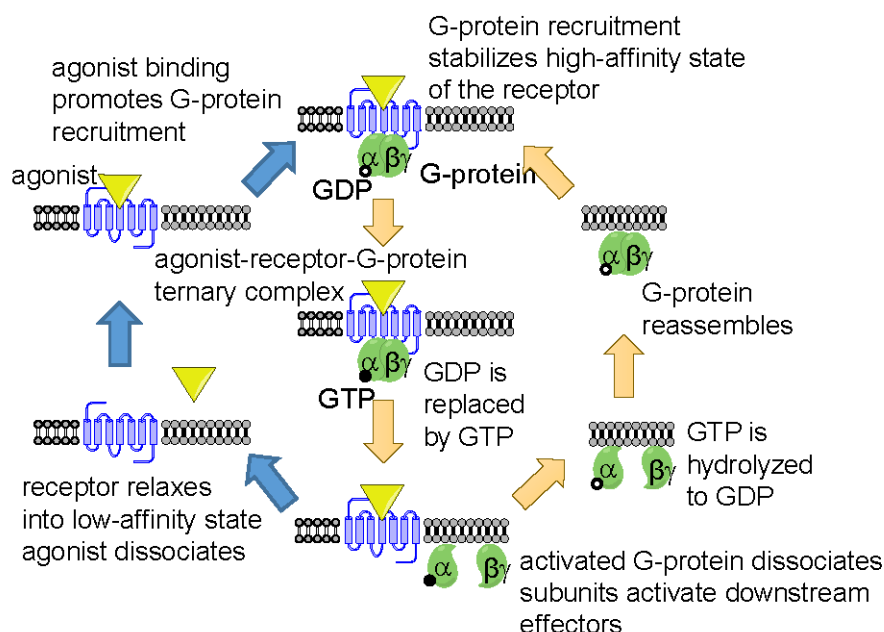 G-protein recruitment
stabilizes high-affinity state
of the receptor
agonist binding
promotes G-protein
recruitment
agonist
α βγ
GDP
G-protein
α βγ
G-protein
reassembles
agonist-receptor-G-protein
ternary complex
α βγ
GTP
GDP is
replaced
by GTP
α βγ
GTP is
hydrolyzed
to GDP
receptor relaxes
into low-affinity state
agonist dissociates
α βγ
activated G-protein dissociates
subunits activate downstream
effectors